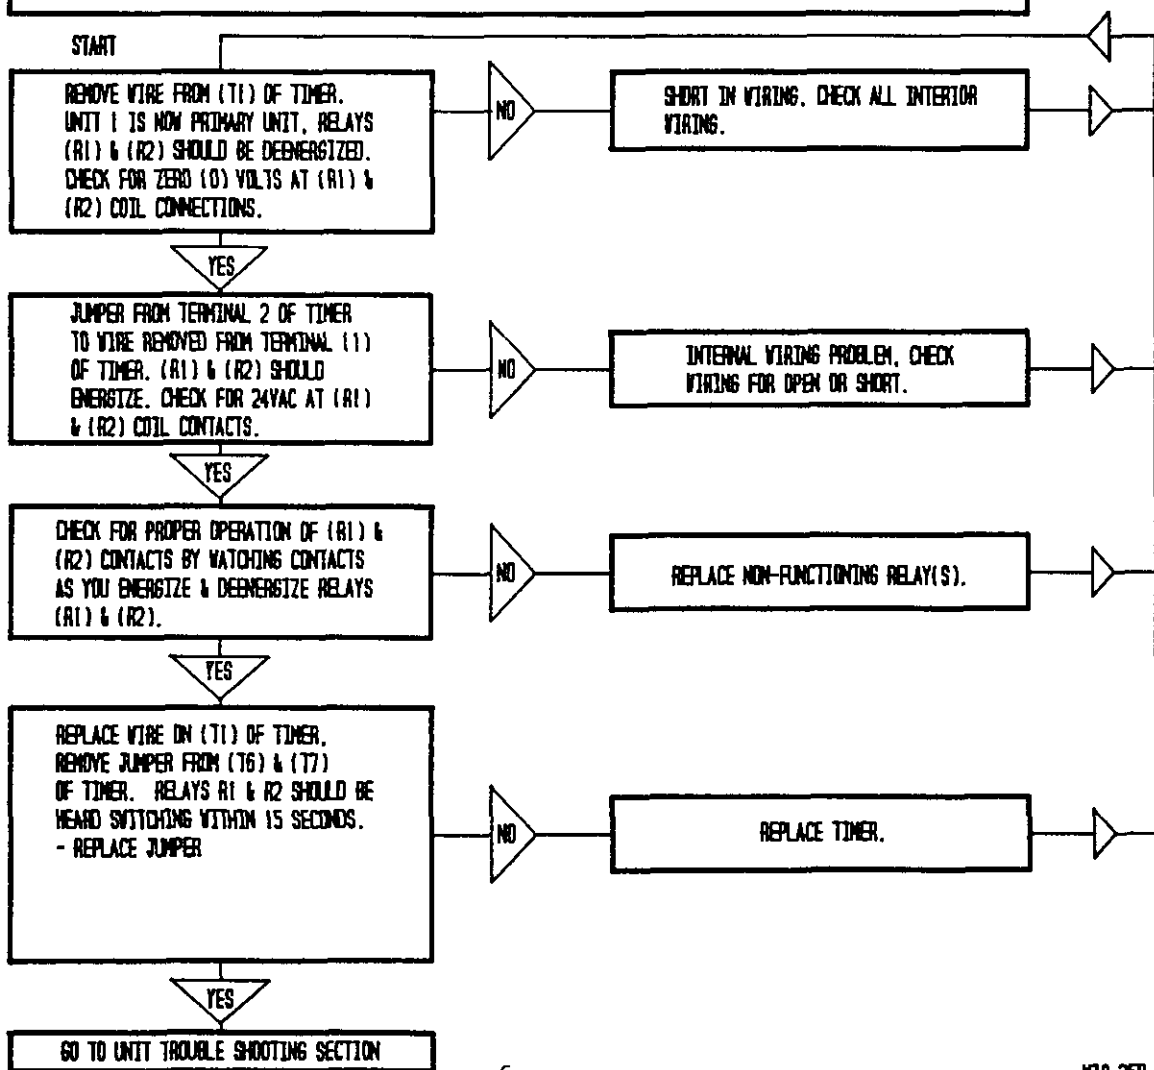 START
REMOVE WIRE FROM (T1) OF TIMER.
UNIT 1 IS NOW PRIMARY UNIT, RELAYS
(R1) & (R2) SHOULD BE DEENERGIZED.
CHECK FOR ZERO (0) VOLTS AT (R1) &
(R2) COIL CONNECTIONS.
NO
SHORT IN WIRING, CHECK ALL INTERIOR
WIRING.
YES
JUMPER FROM TERMINAL 2 OF TIMER
TO WIRE REMOVED FROM TERMINAL (1)
OF TIMER. (R1) & (R2) SHOULD
ENERGIZE. CHECK FOR 24VAC AT (R1)
& (R2) COIL CONTACTS.
NO
INTERNAL WIRING PROBLEM, CHECK
WIRING FOR OPEN OR SHORT.
YES
CHECK FOR PROPER OPERATION OF (R1) &
(R2) CONTACTS BY WATCHING CONTACTS
AS YOU ENERGIZE & DEENERGIZE RELAYS
(R1) & (R2).
NO
REPLACE NON-FUNCTIONING RELAY(S).
YES
REPLACE WIRE ON (T1) OF TIMER,
REMOVE JUMPER FROM (T6) & (T7)
OF TIMER. RELAYS R1 & R2 SHOULD BE
HEARD SWITCHING WITHIN 15 SECONDS.
- REPLACE JUMPER
NO
REPLACE TIMER.
YES
GO TO UNIT TROUBLE SHOOTING SECTION